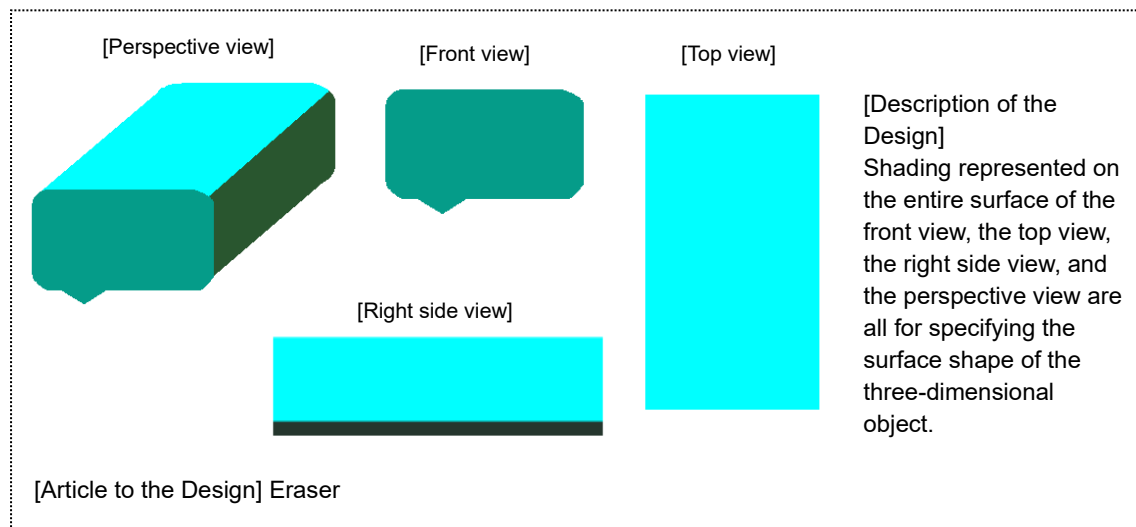 [Perspective view]
[Front view]
[Top view]
[Description of the
Design]
Shading represented on
the entire surface of the
front view, the top view,
the right side view, and
the perspective view are
all for specifying the
surface shape of the
three-dimensional
object.
[Right side view]
[Article to the Design] Eraser